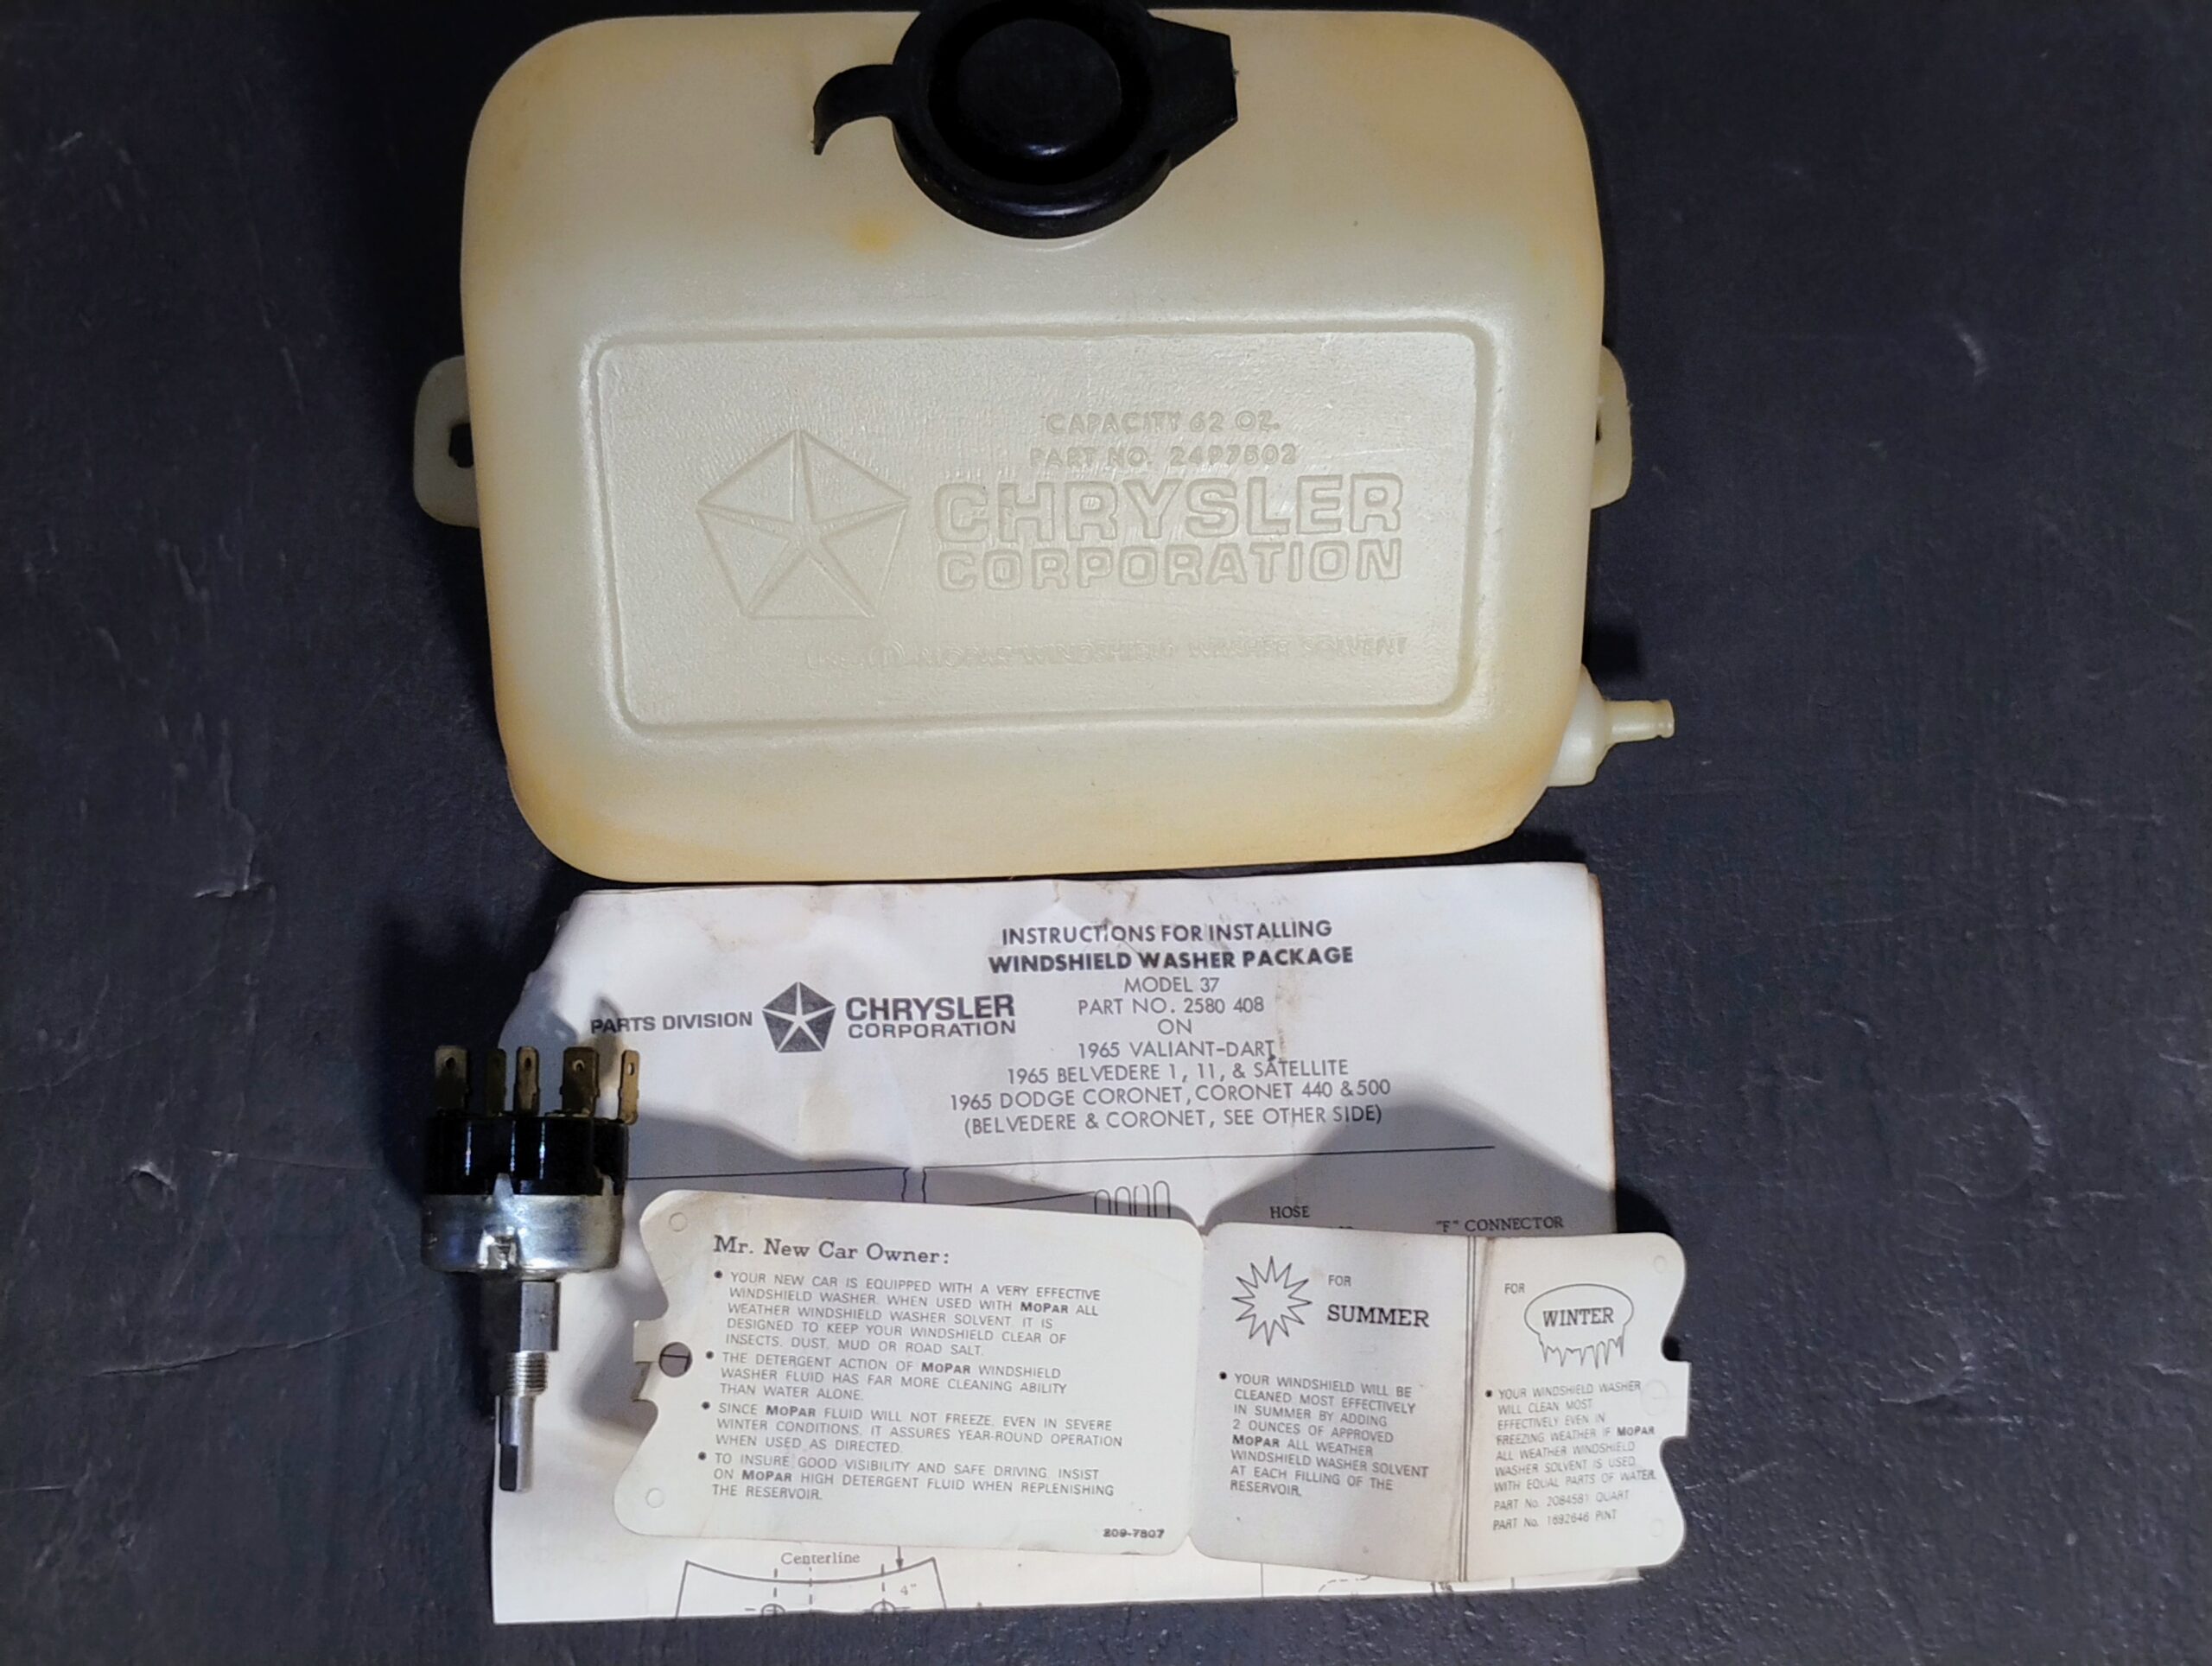 CAPACITY 62 OZ.
PART NO. 2497502
CHRYSLER
CORPORATION
USE MOPAR WINDSHIELD WASHER SOLVENT
INSTRUCTIONS FOR INSTALLING
WINDSHIELD WASHER PACKAGE
MODEL 37
PART NO. 2580 408
ON
1965 VALIANT-DART
1965 BELVEDERE 1, 11, & SATELLITE
1965 DODGE CORONET, CORONET 440 & 500
(BELVEDERE & CORONET, SEE OTHER SIDE)
PARTS DIVISION
CHRYSLER
CORPORATION
HOSE
"F" CONNECTOR
Mr. New Car Owner:
• YOUR NEW CAR IS EQUIPPED WITH A VERY EFFECTIVE
WINDSHIELD WASHER. WHEN USED WITH MOPAR ALL
WEATHER WINDSHIELD WASHER SOLVENT, IT IS
DESIGNED TO KEEP YOUR WINDSHIELD CLEAR OF
INSECTS, DUST, MUD OR ROAD SALT.
• THE DETERGENT ACTION OF MOPAR WINDSHIELD
WASHER FLUID HAS FAR MORE CLEANING ABILITY
THAN WATER ALONE.
• SINCE MOPAR FLUID WILL NOT FREEZE, EVEN IN SEVERE
WINTER CONDITIONS, IT ASSURES YEAR-ROUND OPERATION
WHEN USED AS DIRECTED.
• TO INSURE GOOD VISIBILITY AND SAFE DRIVING INSIST
ON MOPAR HIGH DETERGENT FLUID WHEN REPLENISHING
THE RESERVOIR.
209-7807
FOR
SUMMER
• YOUR WINDSHIELD WILL BE
CLEANED MOST EFFECTIVELY
IN SUMMER BY ADDING
2 OUNCES OF APPROVED
MOPAR ALL WEATHER
WINDSHIELD WASHER SOLVENT
AT EACH FILLING OF THE
RESERVOIR.
FOR
WINTER
• YOUR WINDSHIELD WASHER
WILL CLEAN MOST
EFFECTIVELY EVEN IN
FREEZING WEATHER IF MOPAR
ALL WEATHER WINDSHIELD
WASHER SOLVENT IS USED
WITH EQUAL PARTS OF WATER.
PART No. 2084581 QUART
PART No. 1692646 PINT
Centerline
4"